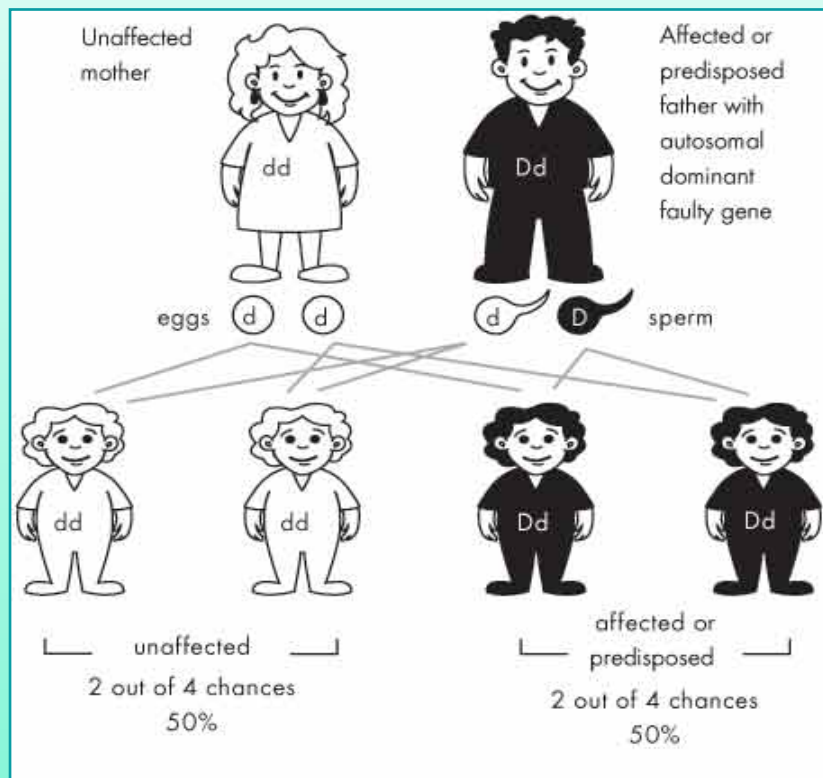 Unaffected
mother
Affected or
predisposed
father with
autosomal
dominant
faulty gene
dd
Dd
eggs d d
d D sperm
dd
dd
Dd
Dd
unaffected
2 out of 4 chances
50%
affected or
predisposed
2 out of 4 chances
50%